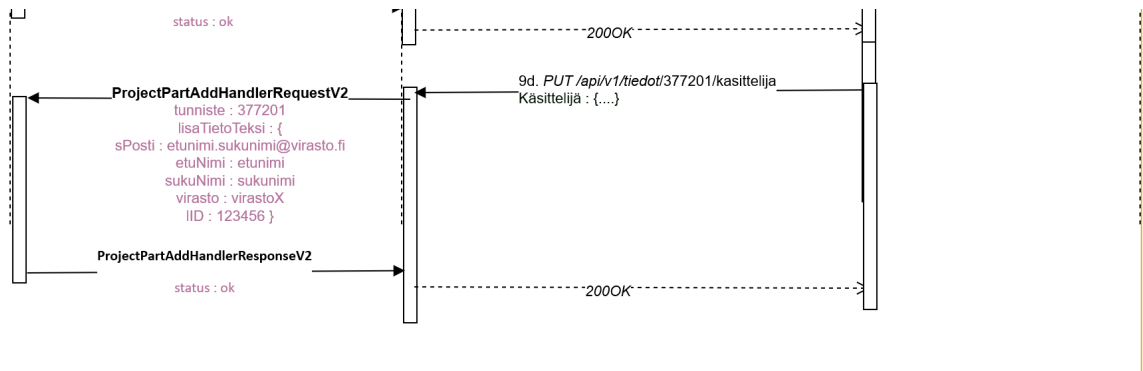 status : ok
200OK
9d. PUT /api/v1/tiedot/377201/kasittelija
Käsittelijä : {....}
ProjectPartAddHandlerRequestV2
tunniste : 377201
lisaTietoTeksi : {
sPosti : etunimi.sukunimi@virasto.fi
etuNimi : etunimi
sukuNimi : sukunimi
virasto : virastoX
IID : 123456 }
ProjectPartAddHandlerResponseV2
status : ok
200OK